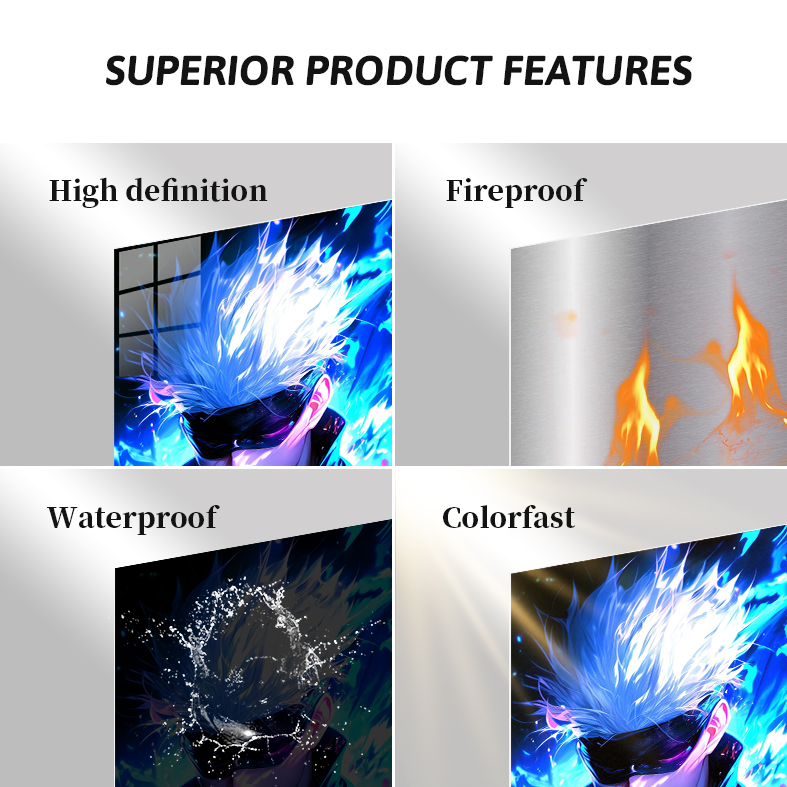 SUPERIOR PRODUCT FEATURES
High definition
Fireproof
Waterproof
Colorfast